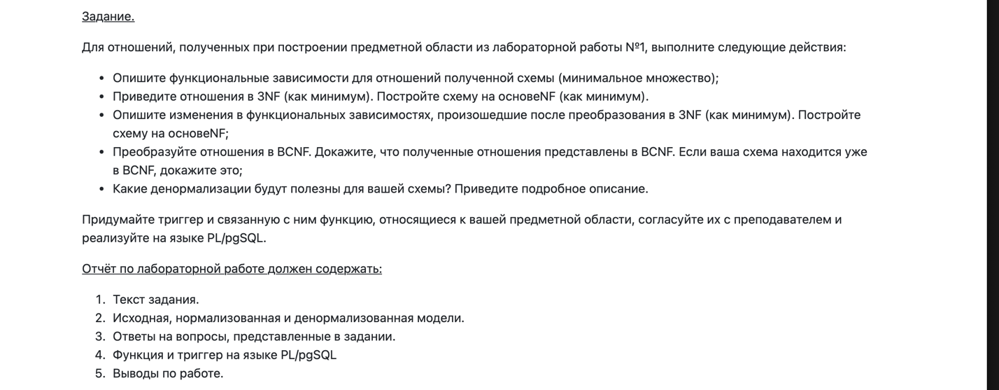 Задание.
Для отношений, полученных при построении предметной области из лабораторной работы №1, выполните следующие действия:
• Опишите функциональные зависимости для отношений полученной схемы (минимальное множество);
• Приведите отношения в 3NF (как минимум). Постройте схему на основеNF (как минимум).
• Опишите изменения в функциональных зависимостях, произошедшие после преобразования в 3NF (как минимум). Постройте
схему на основеNF;
• Преобразуйте отношения в BCNF. Докажите, что полученные отношения представлены в BCNF. Если ваша схема находится уже
в BCNF, докажите это;
• Какие денормализации будут полезны для вашей схемы? Приведите подробное описание.
Придумайте триггер и связанную с ним функцию, относящиеся к вашей предметной области, согласуйте их с преподавателем и
реализуйте на языке PL/pgSQL.
Отчёт по лабораторной работе должен содержать:
1. Текст задания.
2. Исходная, нормализованная и денормализованная модели.
3. Ответы на вопросы, представленные в задании.
4. Функция и триггер на языке PL/pgSQL
5. Выводы по работе.